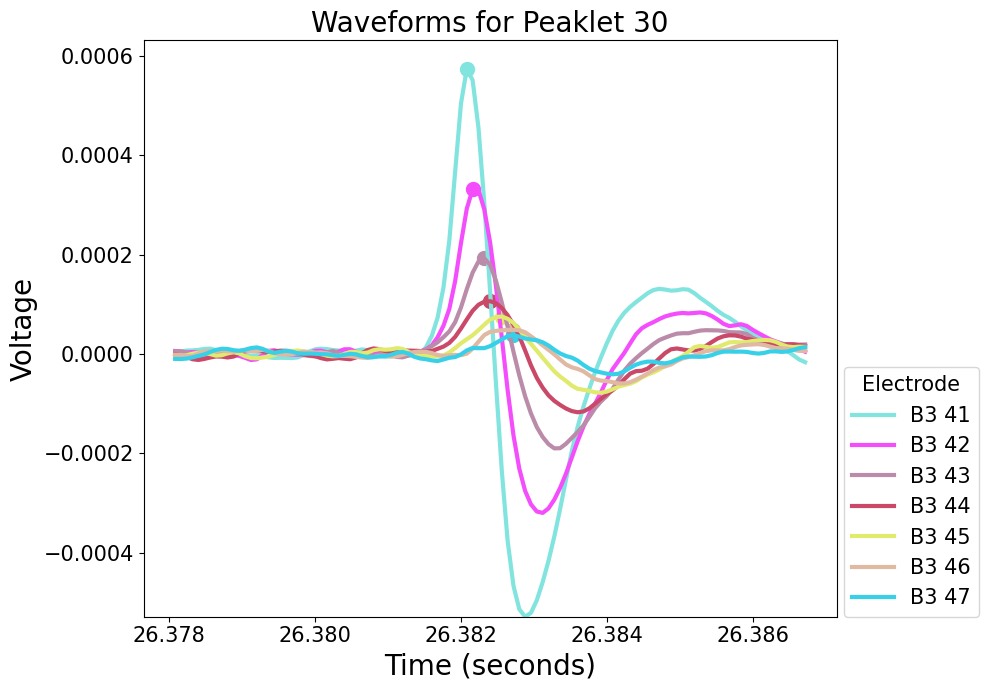 Waveforms for Peaklet 30
Voltage
0.0006
0.0004
0.0002
0.0000
−0.0002
−0.0004
26.378 26.380 26.382 26.384 26.386
Time (seconds)
Electrode
B3 41
B3 42
B3 43
B3 44
B3 45
B3 46
B3 47